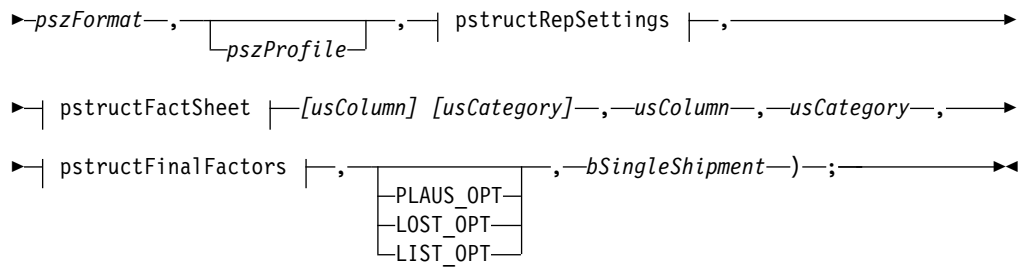 pszFormat , , pstructRepSettings ,
pszProfile
pstructFactSheet [usColumn] [usCategory] , usColumn , usCategory ,
pstructFinalFactors , , bSingleShipment ) ;
PLAUS_OPT
LOST_OPT
LIST_OPT